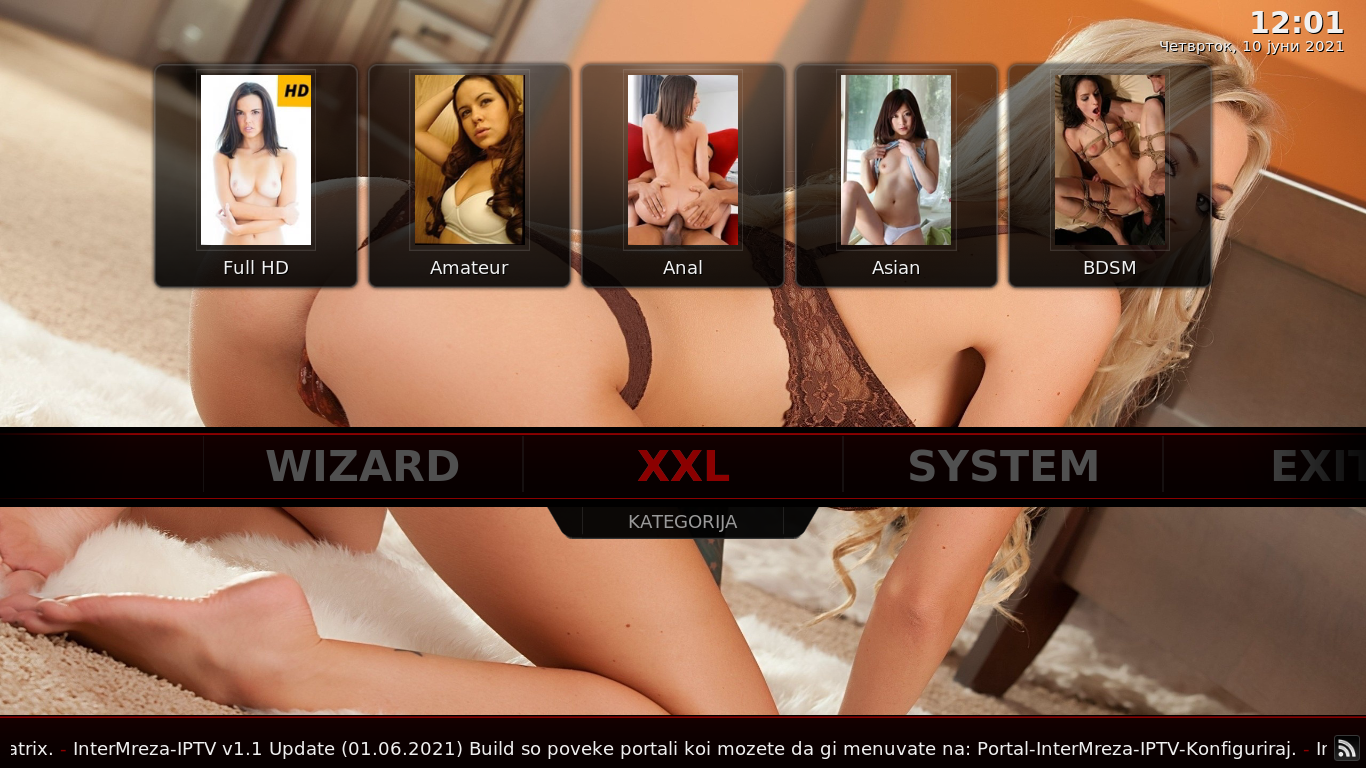 12:01
Четврток, 10 јуни 2021
HD
Full HD
Amateur
Anal
Asian
BDSM
WIZARD
XXL
SYSTEM
EXIT
KATEGORIJA
atrix. - InterMreza-IPTV v1.1 Update (01.06.2021) Build so poveke portali koi mozete da gi menuvate na: Portal-InterMreza-IPTV-Konfiguriraj. - Ir